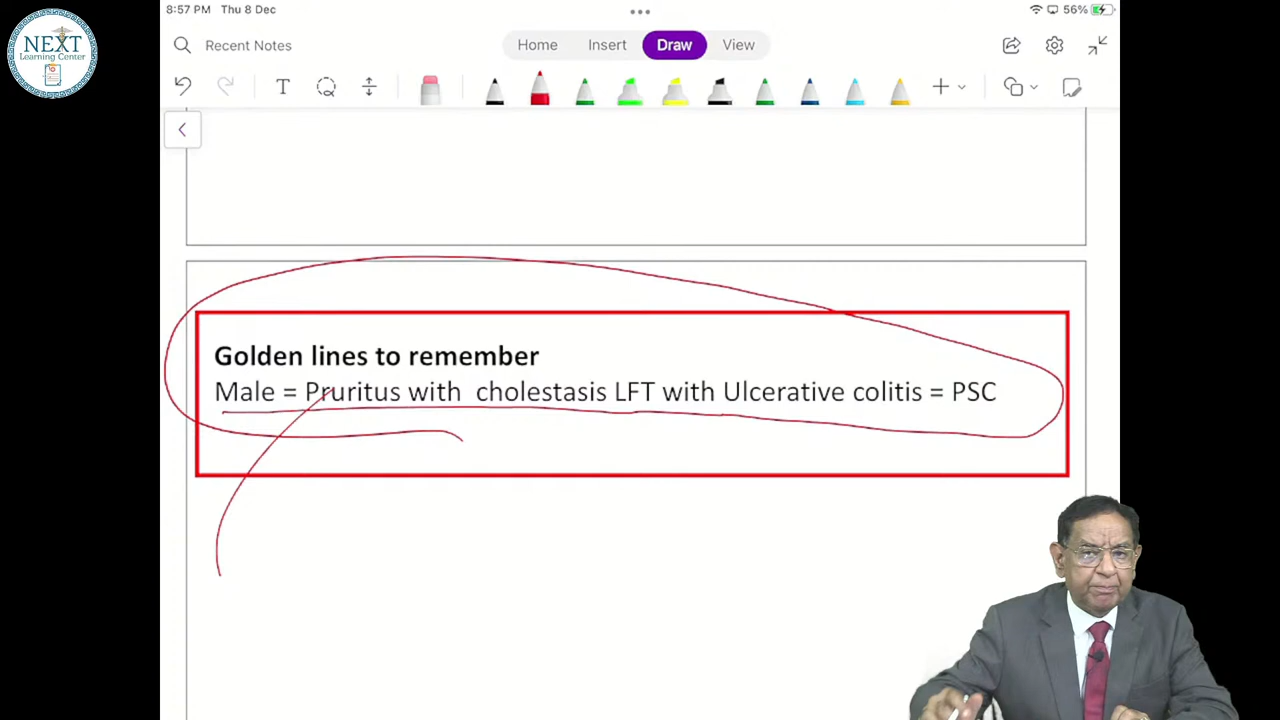 8:57 PM Thu 8 Dec
56%
NEXT
Learning Center
Recent Notes
Home Insert Draw View
T
Golden lines to remember
Male = Pruritus with cholestasis LFT with Ulcerative colitis = PSC